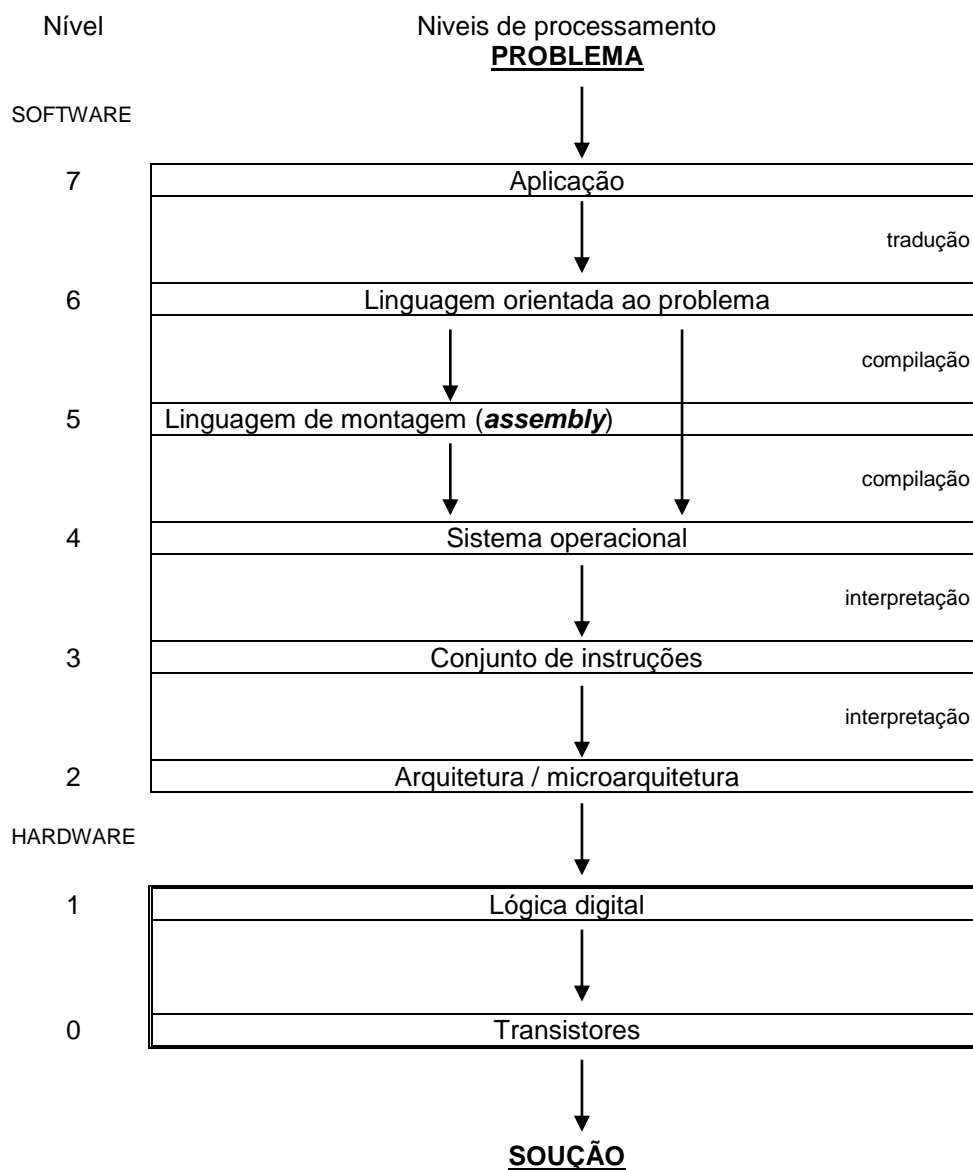 Nível Niveis de processamento
PROBLEMA
SOFTWARE
7 Aplicação
tradução
6 Linguagem orientada ao problema
compilação
5 Linguagem de montagem (assembly)
compilação
4 Sistema operacional
interpretação
3 Conjunto de instruções
interpretação
2 Arquitetura / microarquitetura
HARDWARE
1 Lógica digital
0 Transistores
SOUÇÃO